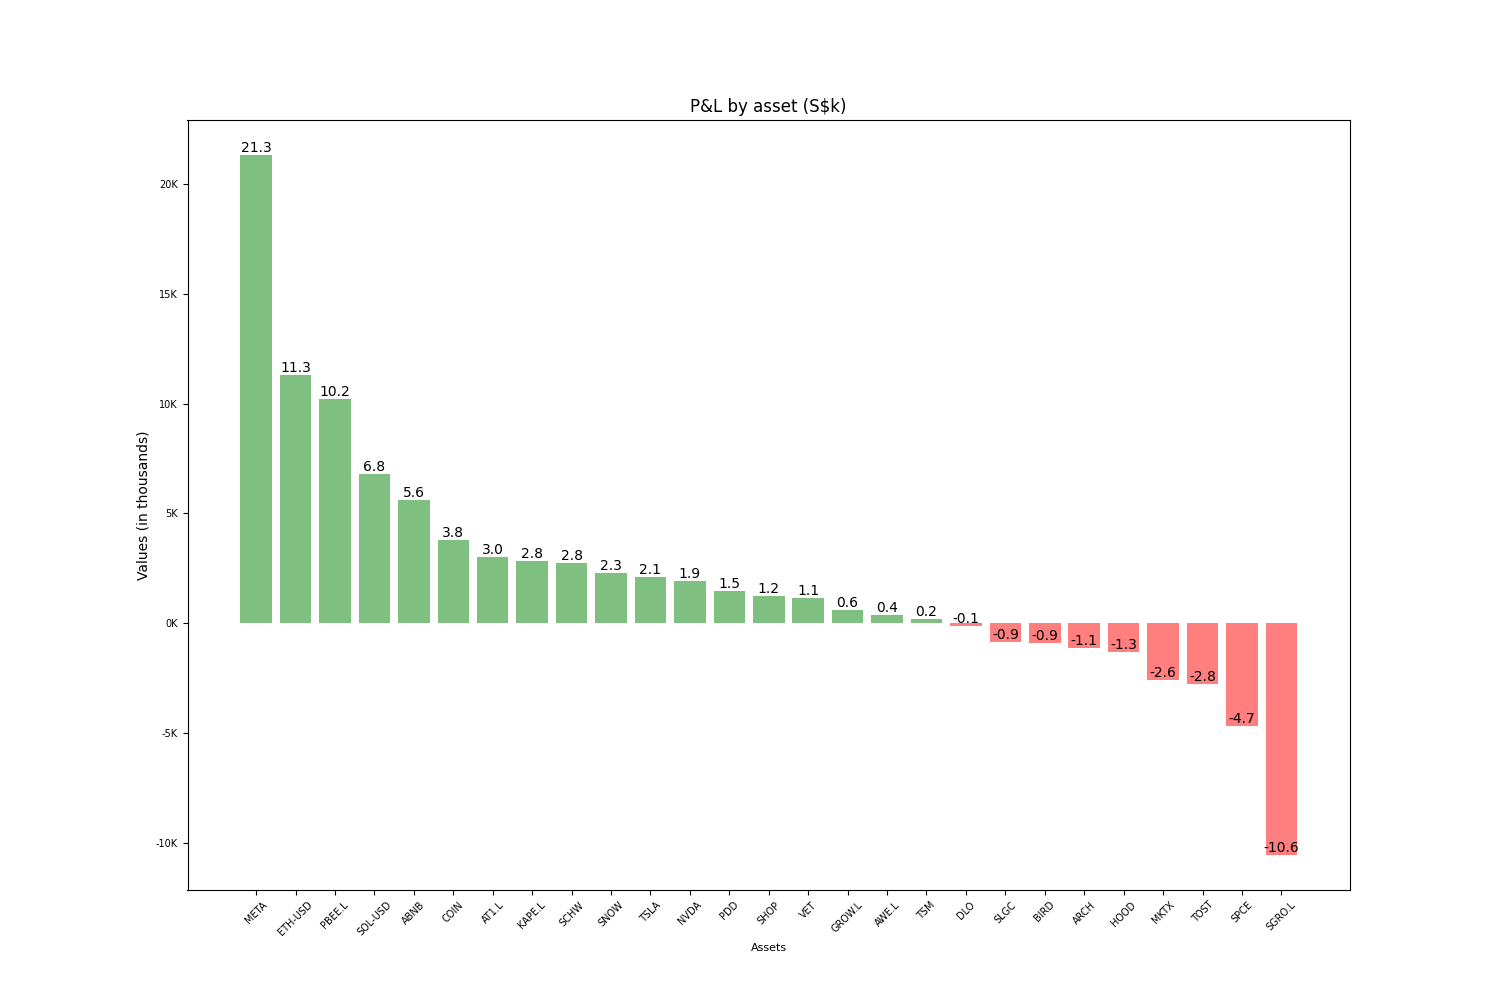 P&L by asset (S$k)
21.3
20K
15K
11.3
10.2
10K
6.8
5.6
Values (in thousands)
5K
3.8
3.0
2.8
2.8
2.3
2.1
1.9
1.5
1.2
1.1
0.6
0.4
0.2
-0.1
0K
-0.9
-0.9
-1.1
-1.3
-2.6
-2.8
-4.7
-5K
-10K
-10.6
META
ETH-USD
PBEE.L
SOL-USD
ABNB
COIN
AT1.L
KAPE.L
SCHW
SNOW
TSLA
NVDA
PDD
SHOP
VET
GROW.L
AWE.L
TSM
DLO
SLGC
BIRD
ARCH
HOOD
MKTX
TOST
SPCE
SGRO.L
Assets